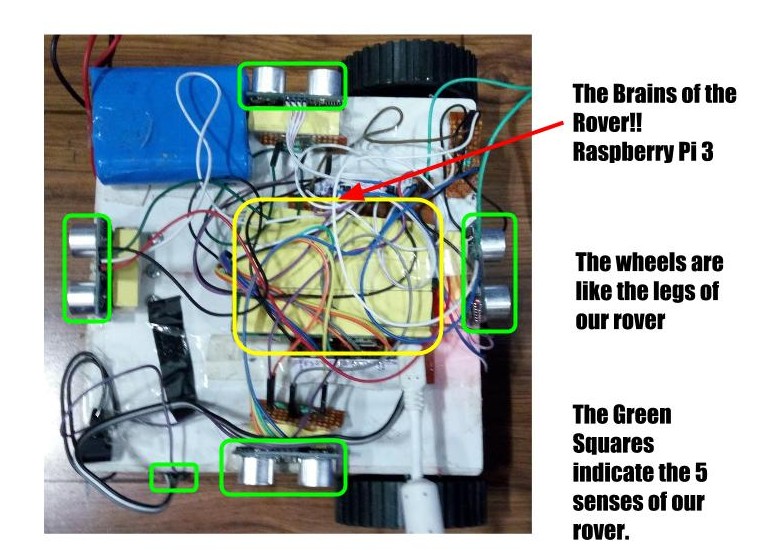 The Brains of the
Rover!!
Raspberry Pi 3
The wheels are
like the legs of
our rover
The Green
Squares
indicate the 5
senses of our
rover.